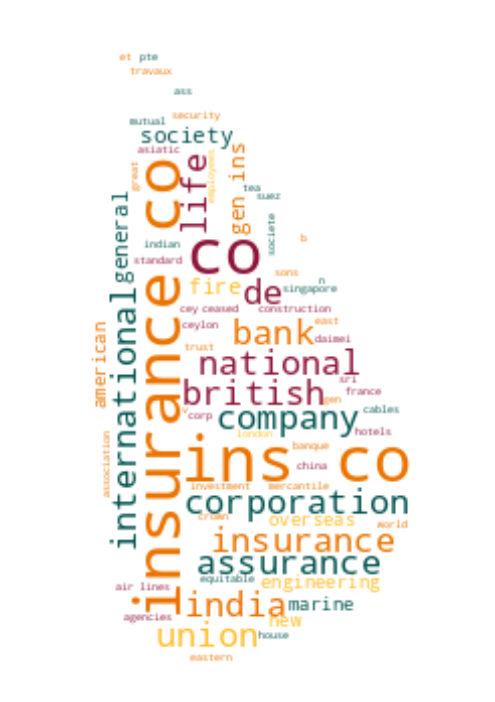 et pte
travaux
ass
security
mutual
society
asiatic
great
insurance co
life
employees
gen ins
tea
suez
societe
b
general
indian
co
standard
sons
n
fire
de
singapore
cey ceased
construction
ceylon
bank
east
daimei
american
international
trust
national
sri
british
france
gen
v
corp
company
cables
london
hotels
association
banque
ins co
china
investment
mercantile
corporation
crown
overseas
world
insurance
assurance
equitable
engineering
air lines
india
marine
agencies
new
union
house
eastern